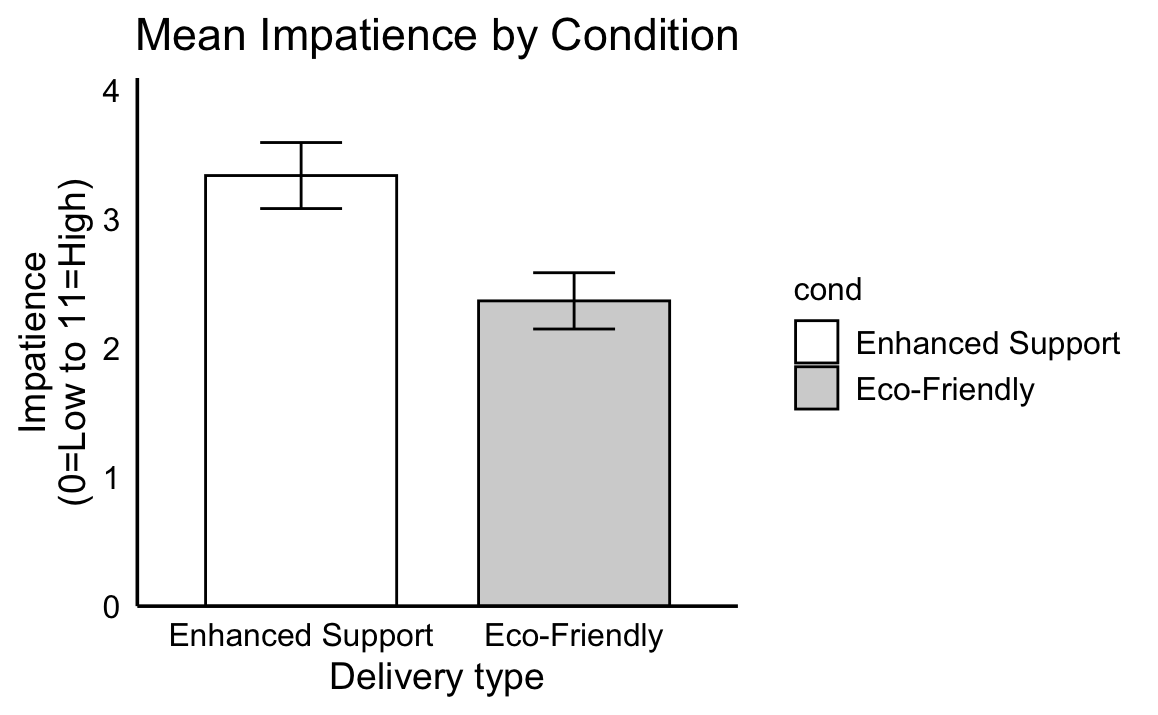 Mean Impatience by Condition
4
3
2
1
0
Impatience
(0=Low to 11=High)
Enhanced Support
Eco-Friendly
Delivery type
cond
Enhanced Support
Eco-Friendly